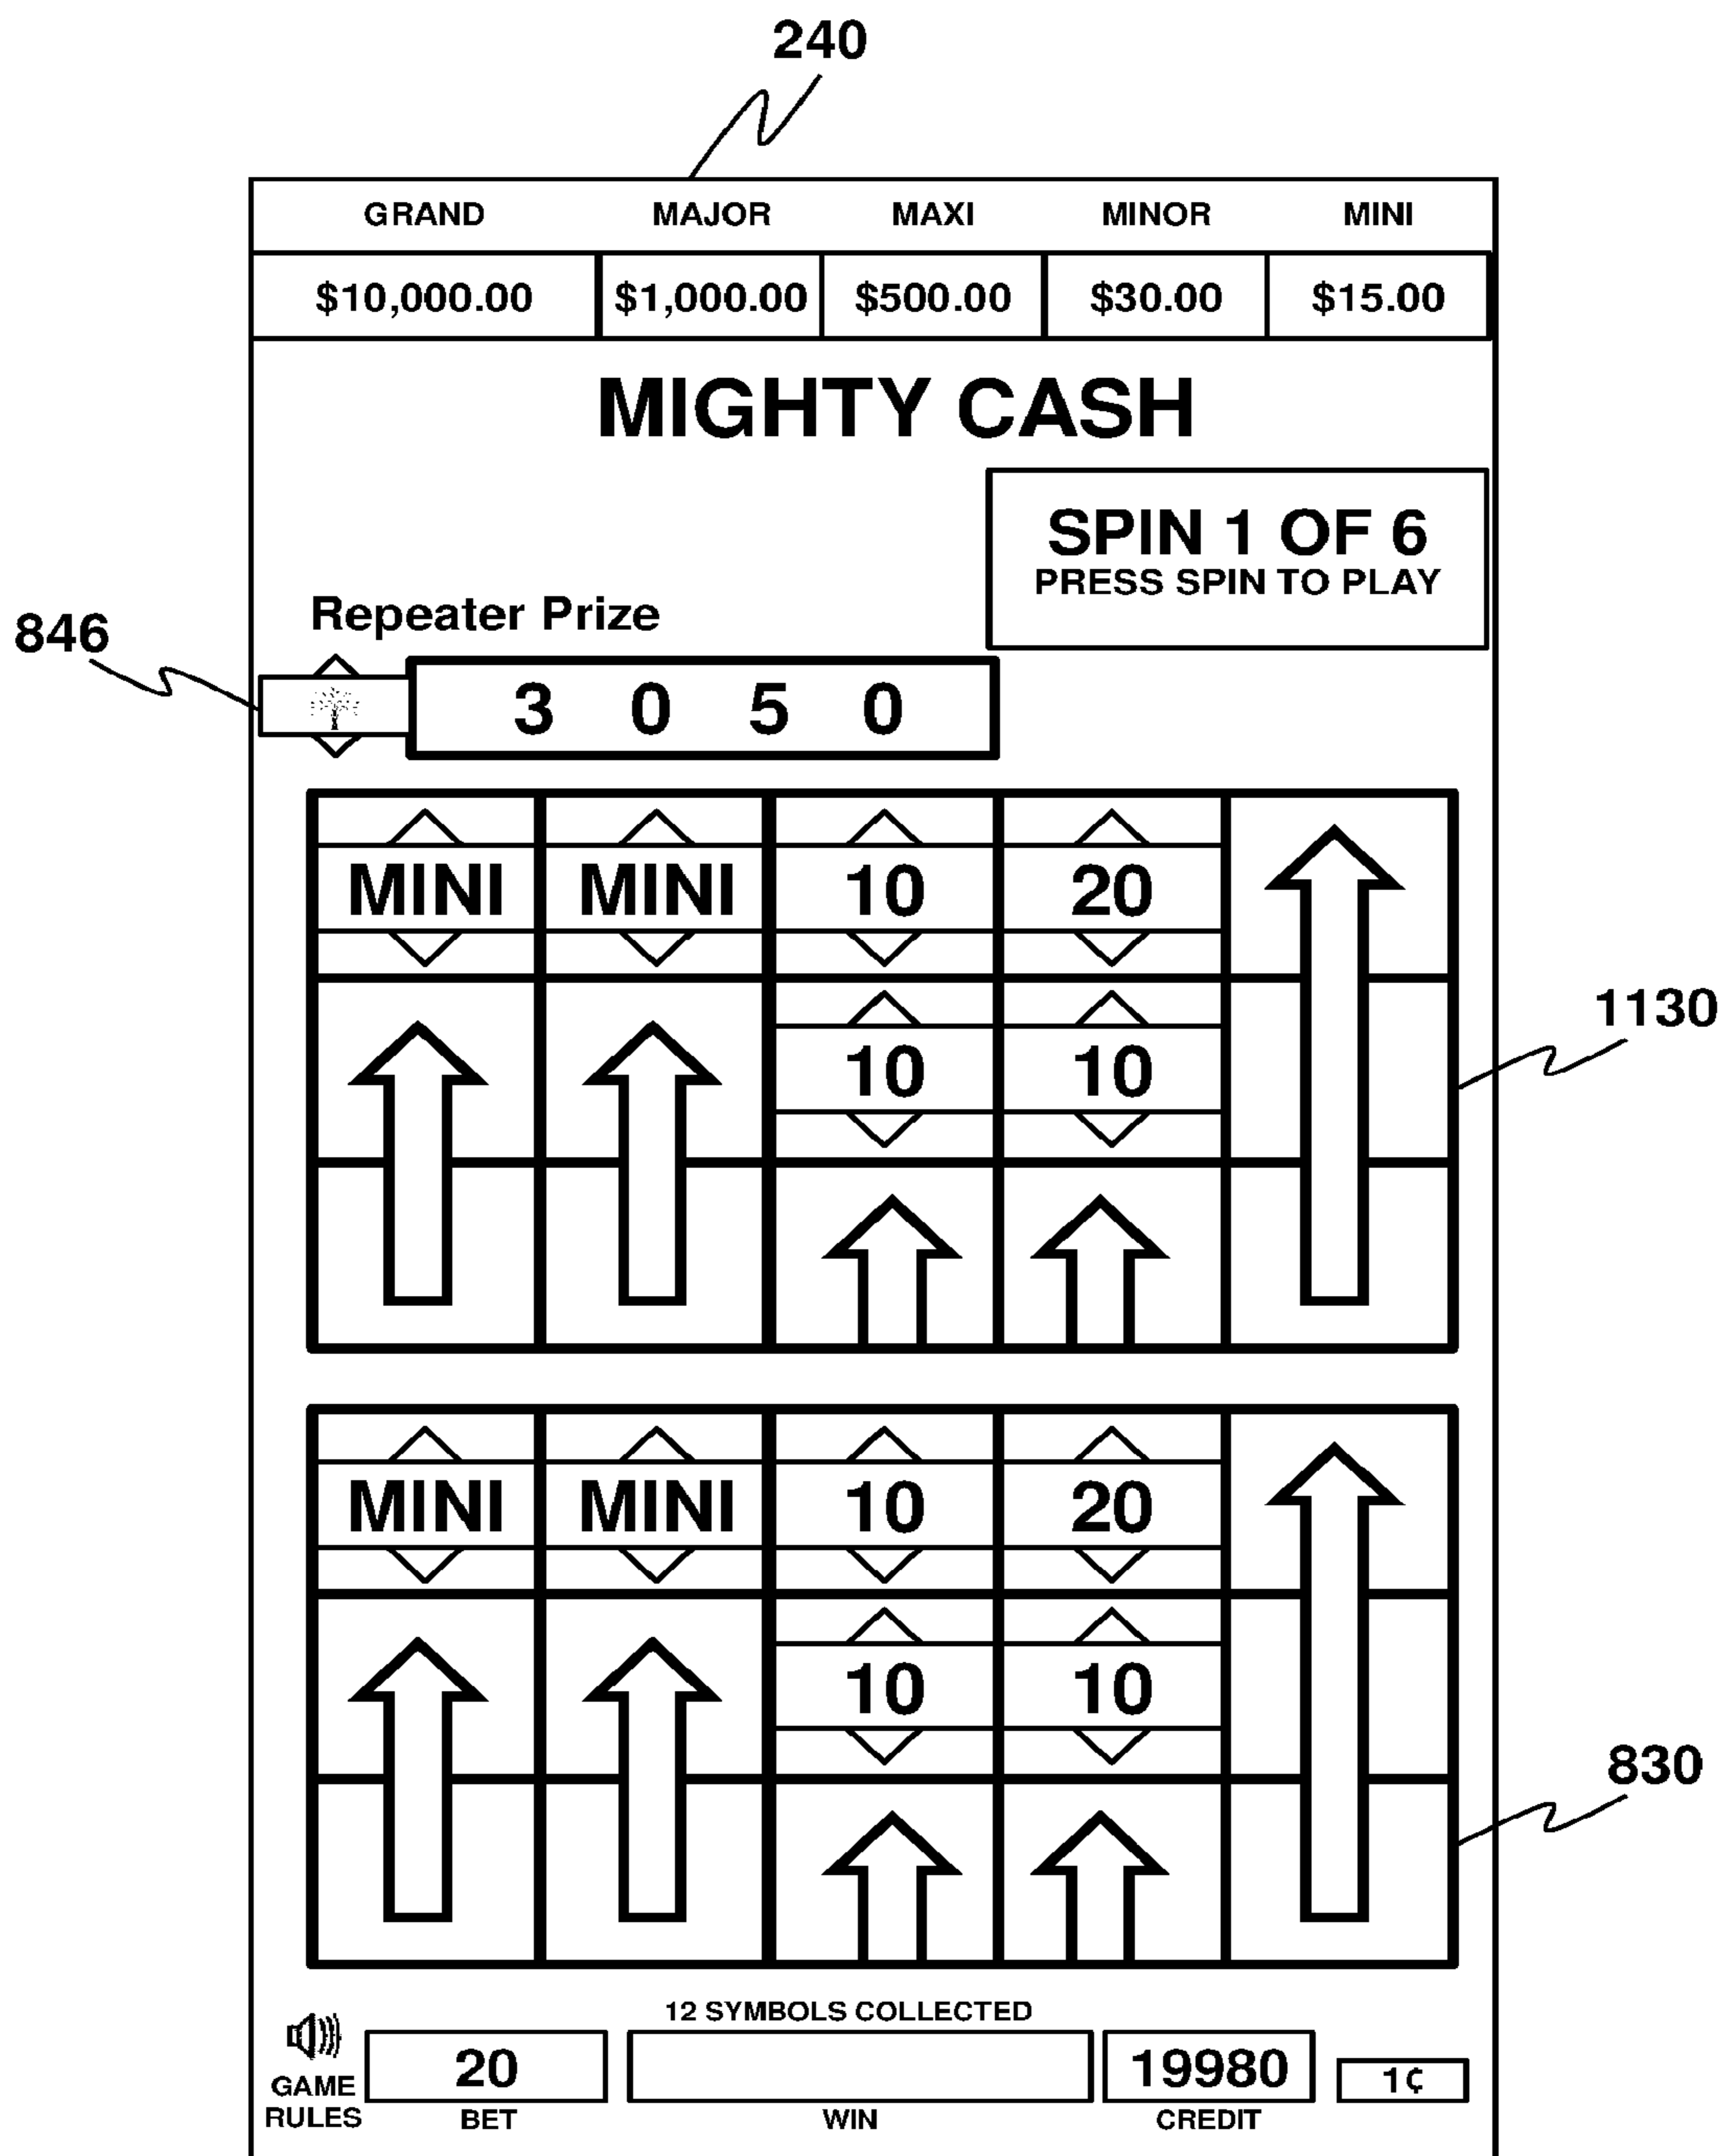 240
GRAND MAJOR MAXI MINOR MINI
$10,000.00 $1,000.00 $500.00 $30.00 $15.00
MIGHTY CASH
SPIN 1 OF 6
PRESS SPIN TO PLAY
Repeater Prize
846
3 0 5 0
MINI MINI 10 20
1130
10 10
MINI MINI 10 20
10 10
830
12 SYMBOLS COLLECTED
20 19980 1¢
GAME
RULES BET WIN CREDIT